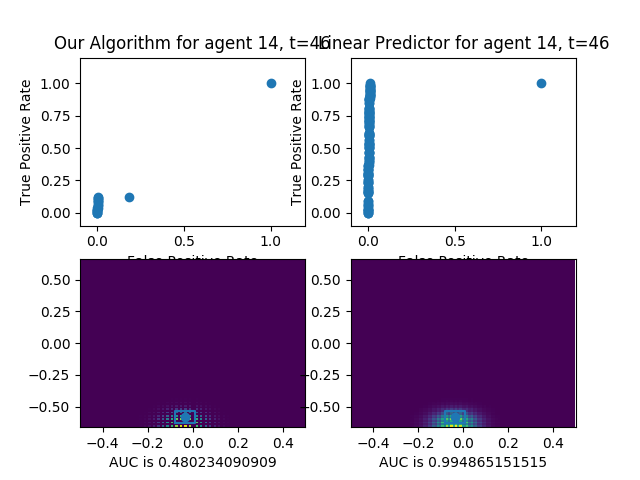 Our Algorithm for agent 14, t=46
Linear Predictor for agent 14, t=46
True Positive Rate
1.00
0.75
0.50
0.25
0.00
0.0 0.5 1.0
False Positive Rate
True Positive Rate
1.00
0.75
0.50
0.25
0.00
0.0 0.5 1.0
False Positive Rate
0.50
0.25
0.00
−0.25
−0.50
−0.4 −0.2 0.0 0.2 0.4
AUC is 0.480234090909
0.50
0.25
0.00
−0.25
−0.50
−0.4 −0.2 0.0 0.2 0.4
AUC is 0.994865151515